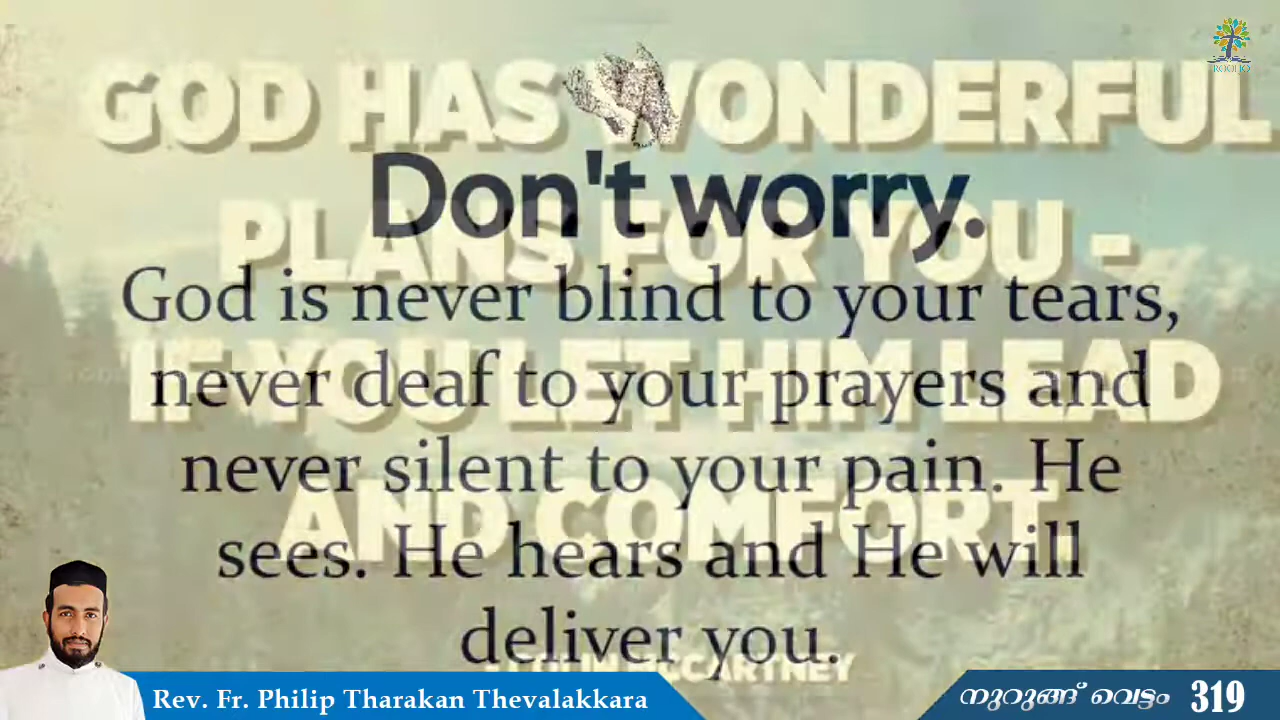 GOD HAS WONDERFUL
PLANS FOR YOU -
IF YOU LET HIM LEAD
AND COMFORT.
Don't worry.
God is never blind to your tears,
never deaf to your prayers and
never silent to your pain. He
sees. He hears and He will
deliver you.
MCCARTNEY
Rev. Fr. Philip Tharakan Thevalakkara
നുറുങ്ങ് വെട്ടം 319